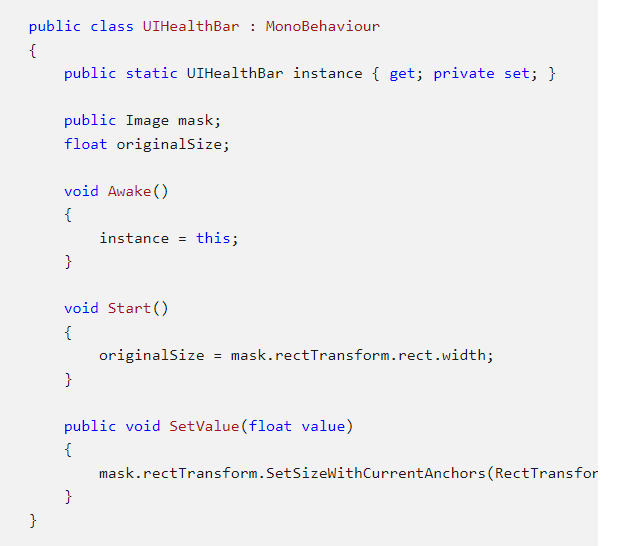 public class UIHealthBar : MonoBehaviour
{
    public static UIHealthBar instance { get; private set; }
    public Image mask;
    float originalSize;
    void Awake()
    {
        instance = this;
    }
    void Start()
    {
        originalSize = mask.rectTransform.rect.width;
    }
    public void SetValue(float value)
    {
        mask.rectTransform.SetSizeWithCurrentAnchors(RectTransfor
    }
}